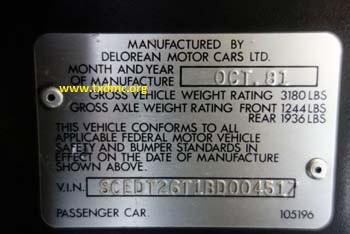 MANUFACTURED BY
DELOREAN MOTOR CARS LTD.
MONTH AND YEAR
OF MANUFACTURE OCT. 81
www.txdmc.org
GROSS VEHICLE WEIGHT RATING 3180 LBS
GROSS AXLE WEIGHT RATING FRONT 1244 LBS
REAR 1936 LBS
THIS VEHICLE CONFORMS TO ALL
APPLICABLE FEDERAL MOTOR VEHICLE
SAFETY AND BUMPER STANDARDS IN
EFFECT ON THE DATE OF MANUFACTURE
SHOWN ABOVE.
V.I.N. SCEDT26T1BD004517
PASSENGER CAR. 105196